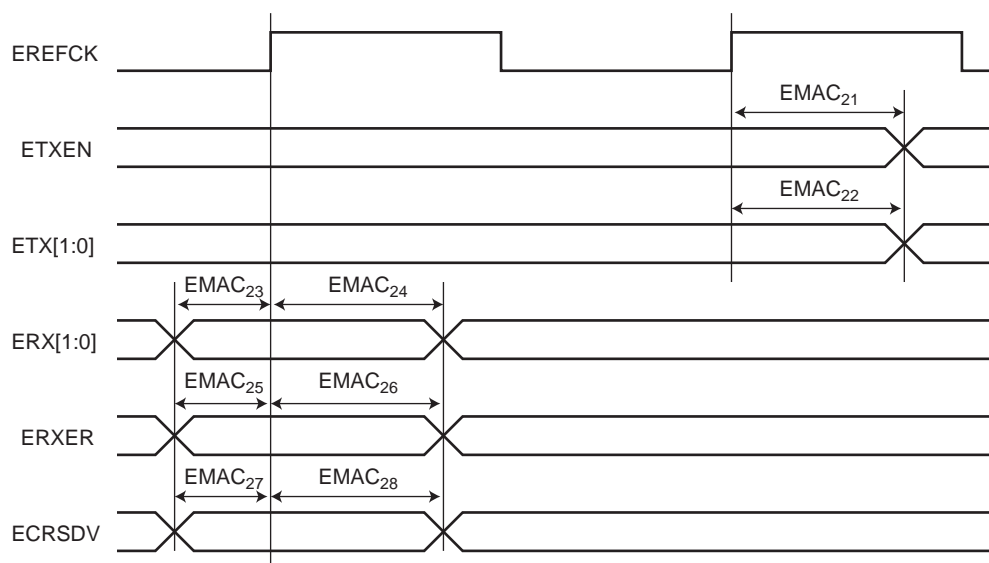 EREFCK
EMAC21
ETXEN
EMAC22
ETX[1:0]
EMAC23 EMAC24
ERX[1:0]
EMAC25 EMAC26
ERXER
EMAC27 EMAC28
ECRSDV